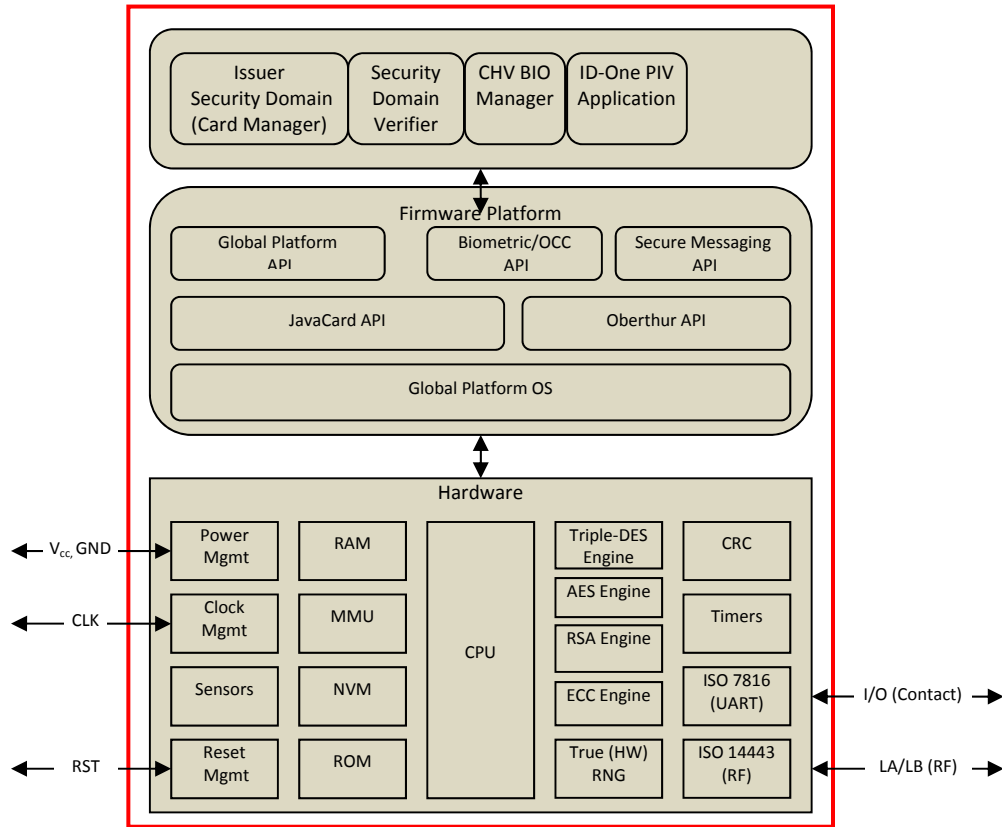 Issuer
Security Domain
(Card Manager)
Security
Domain
Verifier
CHV BIO
Manager
ID-One PIV
Application
Firmware Platform
Global Platform
API
Biometric/OCC
API
Secure Messaging
API
JavaCard API
Oberthur API
Global Platform OS
Hardware
Power
Mgmt
RAM
CPU
Triple-DES
Engine
CRC
Vcc, GND
Clock
Mgmt
MMU
AES Engine
Timers
CLK
RSA Engine
Sensors
NVM
ECC Engine
ISO 7816
(UART)
I/O (Contact)
Reset
Mgmt
ROM
True (HW)
RNG
ISO 14443
(RF)
RST
LA/LB (RF)